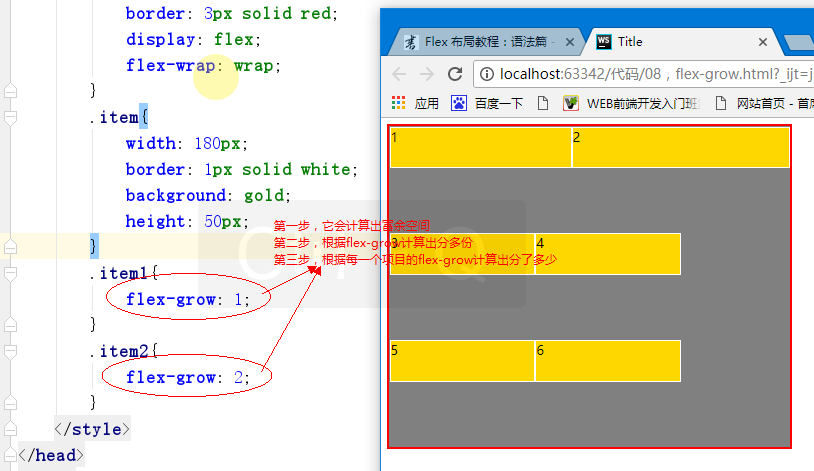 border: 3px solid red;
display: flex;
flex-wrap: wrap;
}
.item{
width: 180px;
border: 1px solid white;
background: gold;
height: 50px;
}
.item1{
flex-grow: 1;
}
.item2{
flex-grow: 2;
}
</style>
</head>
第一步，它会计算出富余空间
第二步，根据flex-grow计算出分多份
第三步，根据每一个项目的flex-grow计算出分了多少
Flex 布局教程：语法篇 -
WS
Title
localhost:63342/代码/08，flex-grow.html?_ijt=j
应用
百度一下
WEB前端开发入门班
网站首页 - 首
1
2
3
4
5
6